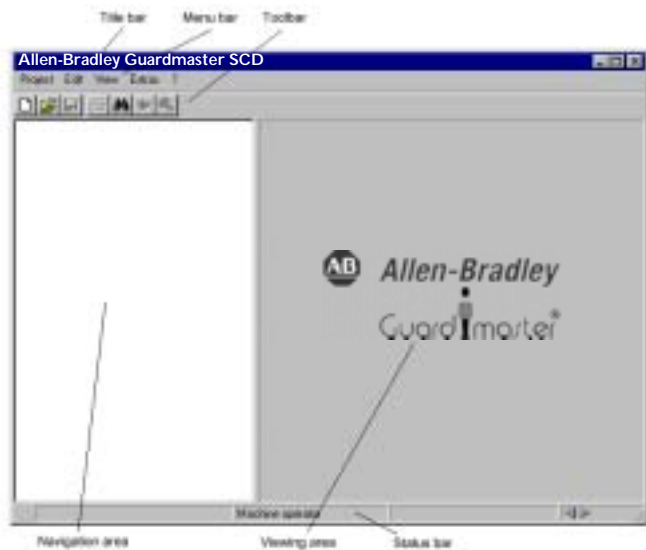 Title bar Menu bar Toolbar
Allen-Bradley Guardmaster SCD
Project Edit View Extras ?
AB Allen-Bradley
Guardmaster®
Machine operator
Navigation area Viewing area Status bar